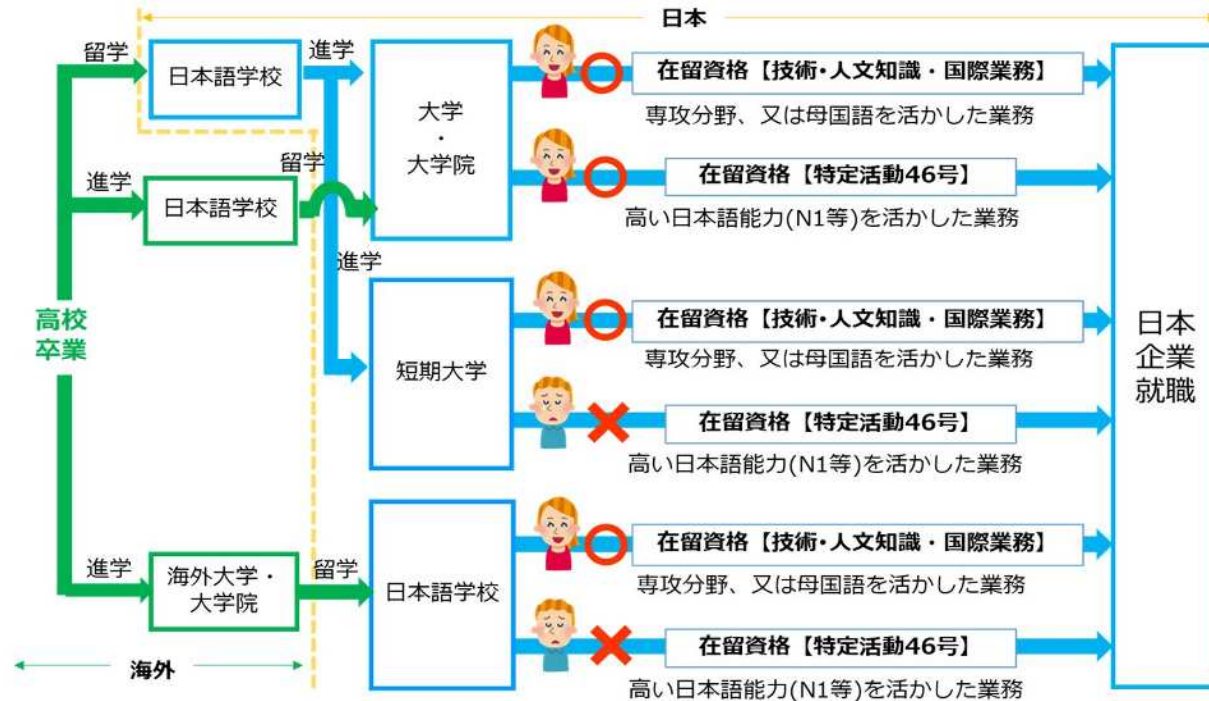 日本
留学
日本語学校
進学
進学
日本語学校
留学
進学
高校
卒業
進学
海外大学・
大学院
留学
海外
大学
・
大学院
在留資格【技術・人文知識・国際業務】
専攻分野、又は母国語を活かした業務
在留資格【特定活動46号】
高い日本語能力(N1等)を活かした業務
短期大学
在留資格【技術・人文知識・国際業務】
専攻分野、又は母国語を活かした業務
在留資格【特定活動46号】
高い日本語能力(N1等)を活かした業務
日本語学校
在留資格【技術・人文知識・国際業務】
専攻分野、又は母国語を活かした業務
在留資格【特定活動46号】
高い日本語能力(N1等)を活かした業務
日本
企業
就職